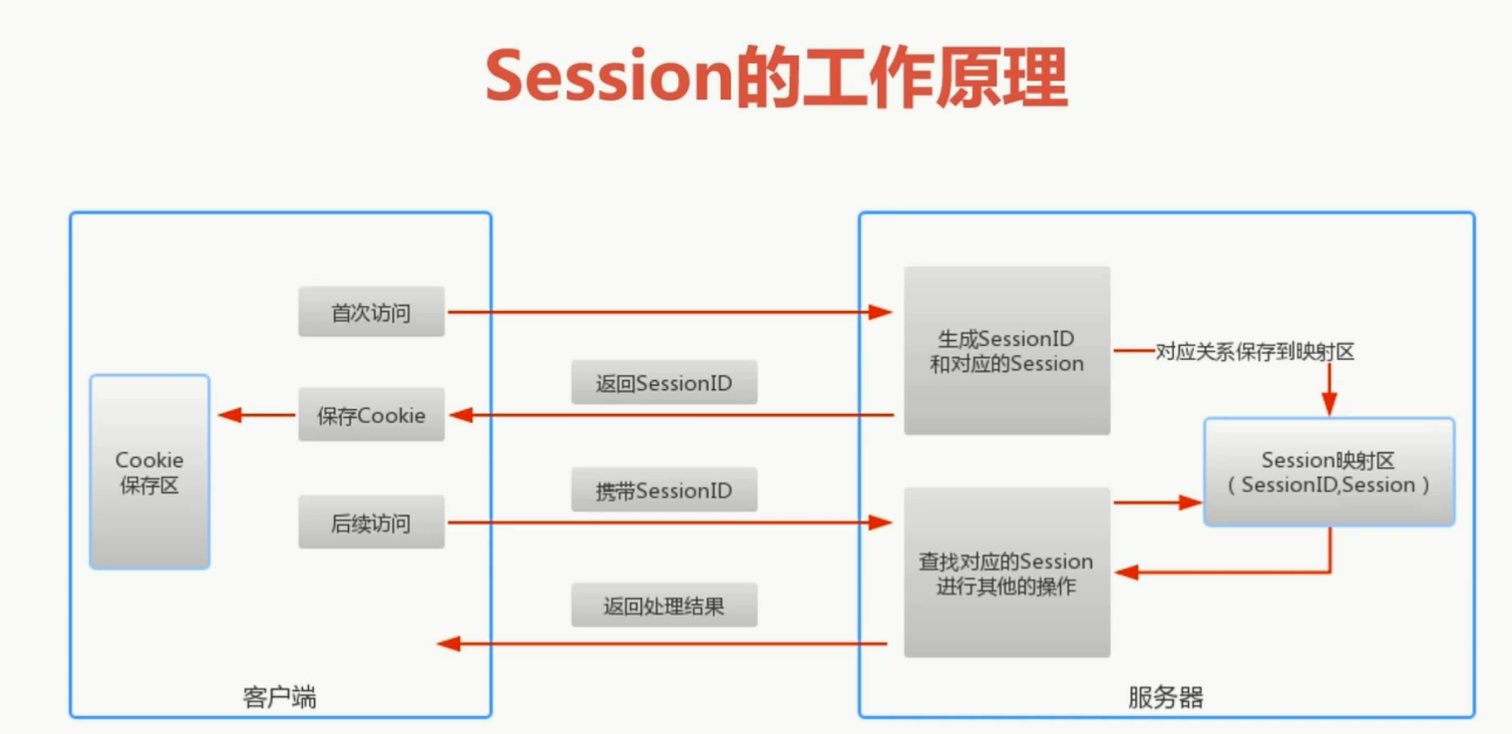 Session的工作原理
首次访问
生成SessionID
和对应的Session
对应关系保存到映射区
返回SessionID
保存Cookie
Cookie
保存区
Session映射区
( SessionID,Session )
携带SessionID
后续访问
查找对应的Session
进行其他的操作
返回处理结果
客户端
服务器